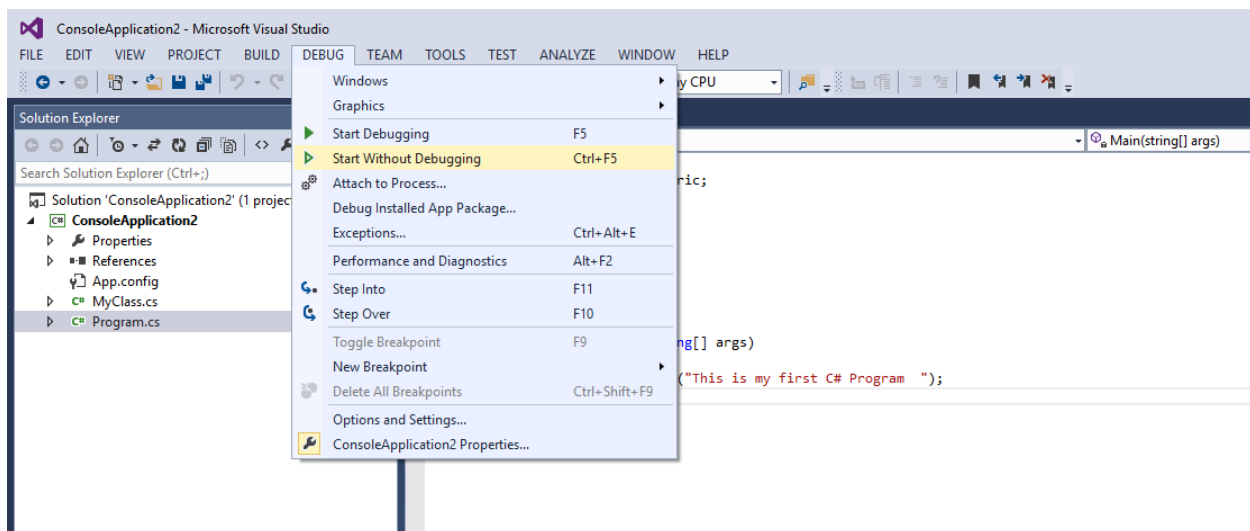 ConsoleApplication2 - Microsoft Visual Studio
FILE EDIT VIEW PROJECT BUILD DEBUG TEAM TOOLS TEST ANALYZE WINDOW HELP
CPU
Solution Explorer
Search Solution Explorer (Ctrl+;)
Solution 'ConsoleApplication2' (1 projec
ConsoleApplication2
Properties
References
App.config
MyClass.cs
Program.cs
Windows
Graphics
Start Debugging F5
Start Without Debugging Ctrl+F5
Attach to Process...
Debug Installed App Package...
Exceptions... Ctrl+Alt+E
Performance and Diagnostics Alt+F2
Step Into F11
Step Over F10
Toggle Breakpoint F9
New Breakpoint
Delete All Breakpoints Ctrl+Shift+F9
Options and Settings...
ConsoleApplication2 Properties...
Main(string[] args)
ric;
ng[] args)
("This is my first C# Program  ");